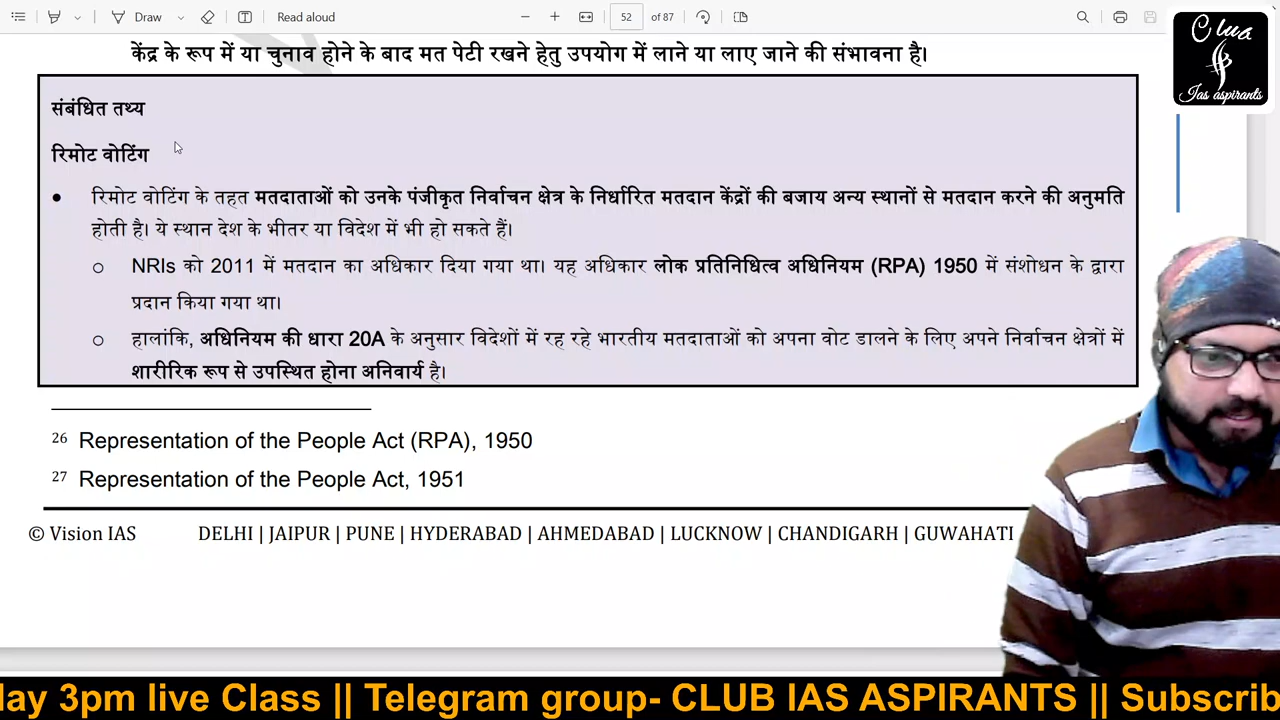 Draw
Read aloud
52 of 87
Clua
Ias aspirants
केंद्र के रूप में या चुनाव होने के बाद मत पेटी रखने हेतु उपयोग में लाने या लाए जाने की संभावना है।
संबंधित तथ्य
रिमोट वोटिंग
• रिमोट वोटिंग के तहत मतदाताओं को उनके पंजीकृत निर्वाचन क्षेत्र के निर्धारित मतदान केंद्रों की बजाय अन्य स्थानों से मतदान करने की अनुमति
होती है। ये स्थान देश के भीतर या विदेश में भी हो सकते हैं।
o NRIs को 2011 में मतदान का अधिकार दिया गया था। यह अधिकार लोक प्रतिनिधित्व अधिनियम (RPA) 1950 में संशोधन के द्वारा
प्रदान किया गया था।
o हालांकि, अधिनियम की धारा 20A के अनुसार विदेशों में रह रहे भारतीय मतदाताओं को अपना वोट डालने के लिए अपने निर्वाचन क्षेत्रों में
शारीरिक रूप से उपस्थित होना अनिवार्य है।
26 Representation of the People Act (RPA), 1950
27 Representation of the People Act, 1951
© Vision IAS DELHI | JAIPUR | PUNE | HYDERABAD | AHMEDABAD | LUCKNOW | CHANDIGARH | GUWAHATI
lay 3pm live Class || Telegram group- CLUB IAS ASPIRANTS || Subscrib